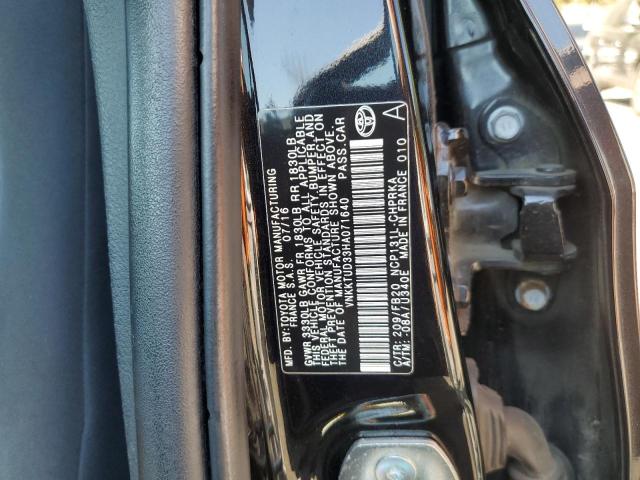 MFD. BY: TOYOTA MOTOR MANUFACTURING
FRANCE S.A.S. 07/16
GVWR 3330LB GAWR FR 1830LB RR 1830LB
THIS VEHICLE CONFORMS TO ALL APPLICABLE
FEDERAL MOTOR VEHICLE SAFETY, BUMPER, AND
THEFT PREVENTION STANDARDS IN EFFECT ON
THE DATE OF MANUFACTURE SHOWN ABOVE.
VNKKTUD33HA071640 PASS.CAR
C/TR: 209/FB20 NCP131L-CHPRKA
A/TM: -06A/U340E MADE IN FRANCE 010
A